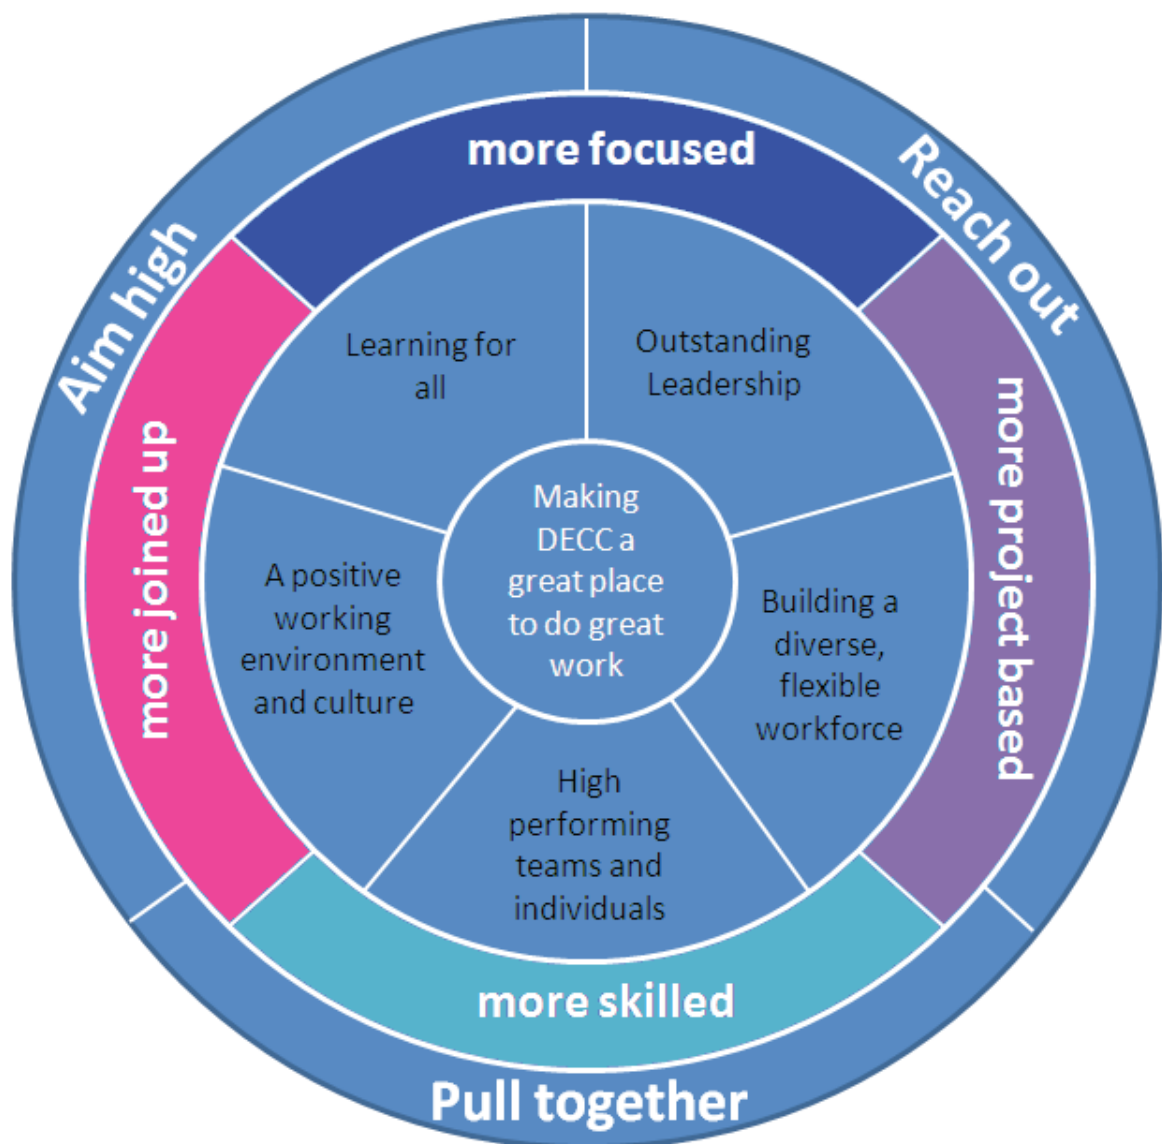 more focused
Reach out
Aim high
Learning for
all
Outstanding
Leadership
more joined up
more project based
Making
DECC a
great place
to do great
work
A positive
working
environment
and culture
Building a
diverse,
flexible
workforce
High
performing
teams and
individuals
more skilled
Pull together